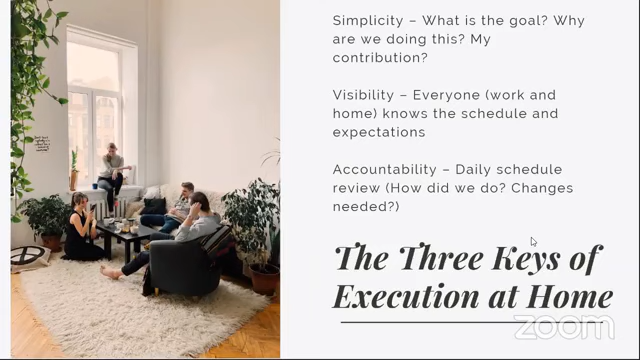 Simplicity – What is the goal? Why
are we doing this? My
contribution?
Visibility – Everyone (work and
home) knows the schedule and
expectations
Accountability – Daily schedule
review (How did we do? Changes
needed?)
The Three Keys of
Execution at Home
zoom